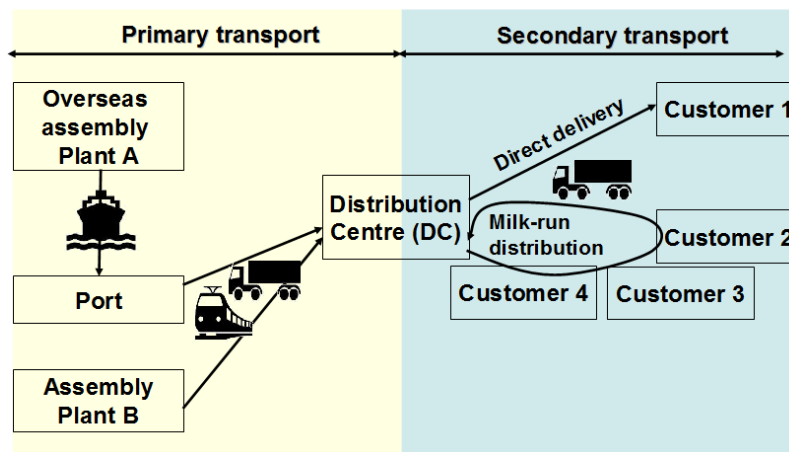 Primary transport
Secondary transport
Overseas
assembly
Plant A
Port
Assembly
Plant B
Distribution
Centre (DC)
Direct delivery
Milk-run
distribution
Customer 1
Customer 2
Customer 4
Customer 3